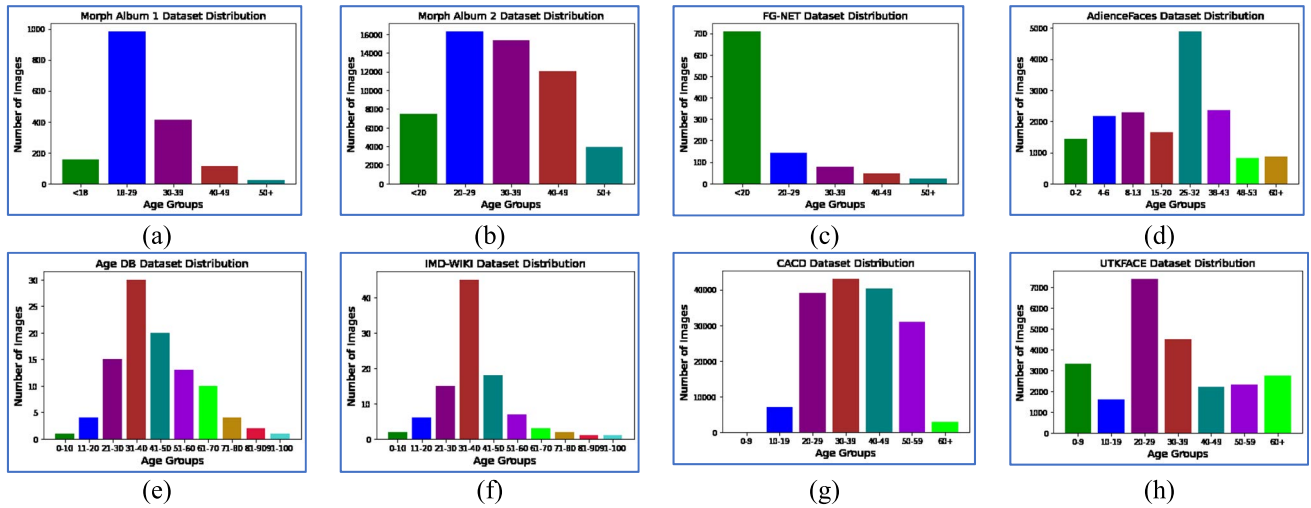 Morph Album 1 Dataset Distribution
Number of Images
1000
800
600
400
200
0
<18 18-29 30-39 40-49 50+
Age Groups
(a)
Morph Album 2 Dataset Distribution
Number of Images
16000
14000
12000
10000
8000
6000
4000
2000
0
<20 20-29 30-39 40-49 50+
Age Groups
(b)
FG-NET Dataset Distribution
Number of Images
700
600
500
400
300
200
100
0
<20 20-29 30-39 40-49 50+
Age Groups
(c)
AdienceFaces Dataset Distribution
Number of Images
5000
4000
3000
2000
1000
0
0-2 4-6 8-13 15-20 25-32 38-43 48-53 60+
Age Groups
(d)
Age DB Dataset Distribution
Number of Images
30
25
20
15
10
5
0
0-10 11-20 21-30 31-40 41-50 51-60 61-70 71-80 81-90 91-100
Age Groups
(e)
IMD-WIKI Dataset Distribution
Number of Images
40
30
20
10
0
0-10 11-20 21-30 31-40 41-50 51-60 61-70 71-80 81-90 91-100
Age Groups
(f)
CACD Dataset Distribution
Number of Images
40000
30000
20000
10000
0
0-9 10-19 20-29 30-39 40-49 50-59 60+
Age Groups
(g)
UTKFACE Dataset Distribution
Number of Images
7000
6000
5000
4000
3000
2000
1000
0
0-9 10-19 20-29 30-39 40-49 50-59 60+
Age Groups
(h)